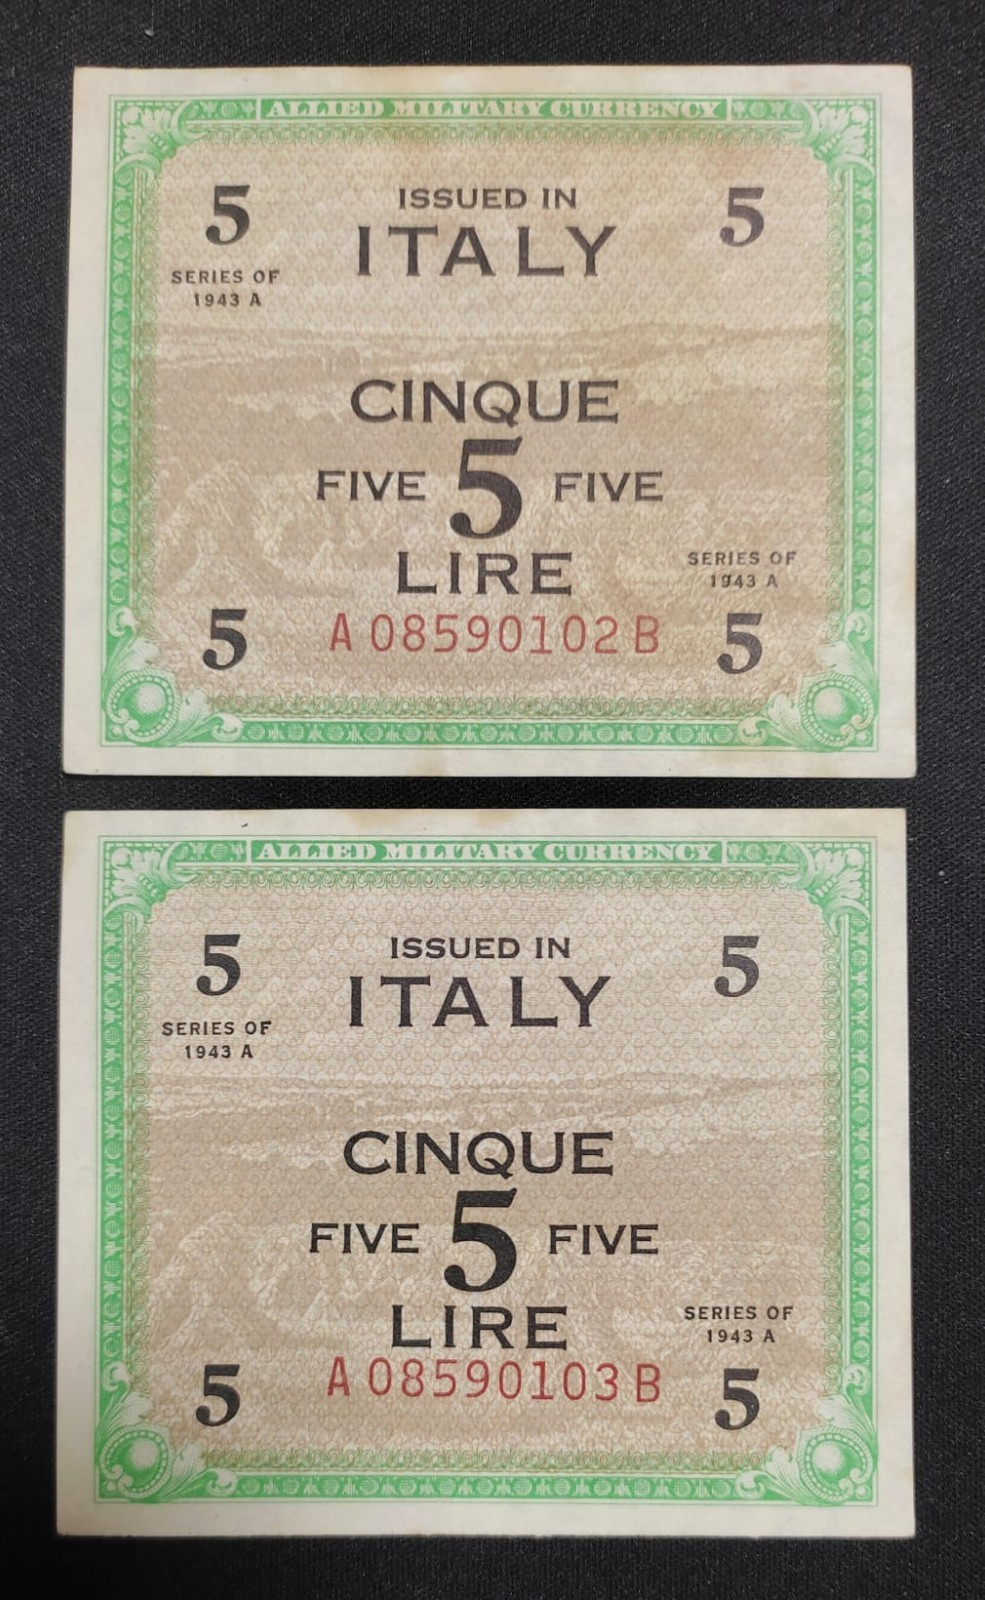 ALLIED MILITARY CURRENCY
5 ISSUED IN 5
ITALY
SERIES OF
1943 A
CINQUE
FIVE 5 FIVE
LIRE
SERIES OF
1943 A
5 A 08590102 B 5
ALLIED MILITARY CURRENCY
5 ISSUED IN 5
ITALY
SERIES OF
1943 A
CINQUE
FIVE 5 FIVE
LIRE
SERIES OF
1943 A
5 A 08590103 B 5